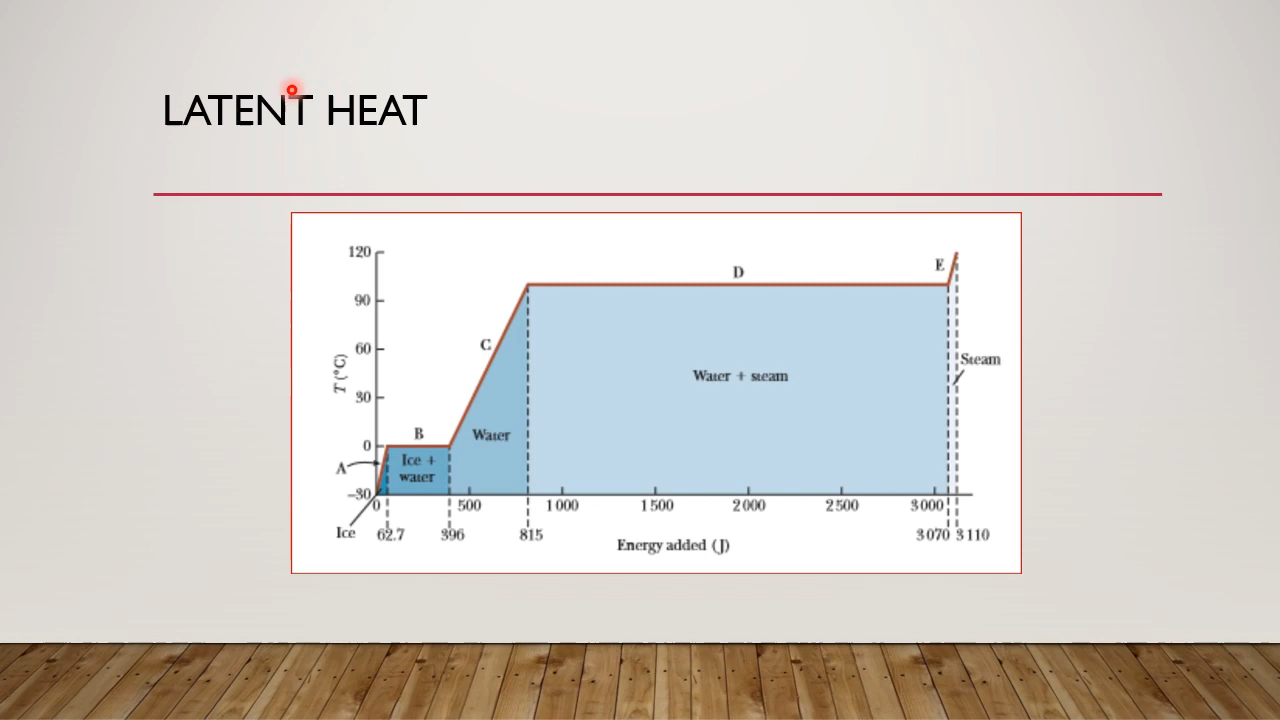 LATENT HEAT
120
90
60
30
0
–30
T (°C)
A
B
C
D
E
Ice +
water
Water
Water + steam
Steam
Ice
0
500
1 000
1 500
2 000
2 500
3 000
62.7
396
815
3 070
3 110
Energy added (J)